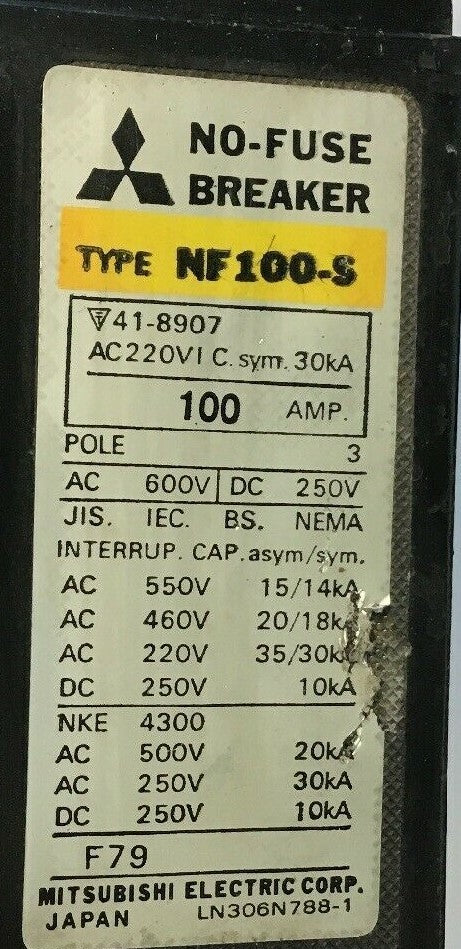 NO-FUSE
BREAKER
TYPE NF100-S
41-8907
AC220V I C. sym. 30kA
100 AMP.
POLE 3
AC 600V DC 250V
JIS. IEC. BS. NEMA
INTERRUP. CAP. asym/sym.
AC 550V 15/14kA
AC 460V 20/18kA
AC 220V 35/30kA
DC 250V 10kA
NKE 4300
AC 500V 20kA
AC 250V 30kA
DC 250V 10kA
F79
MITSUBISHI ELECTRIC CORP.
JAPAN LN306N788-1